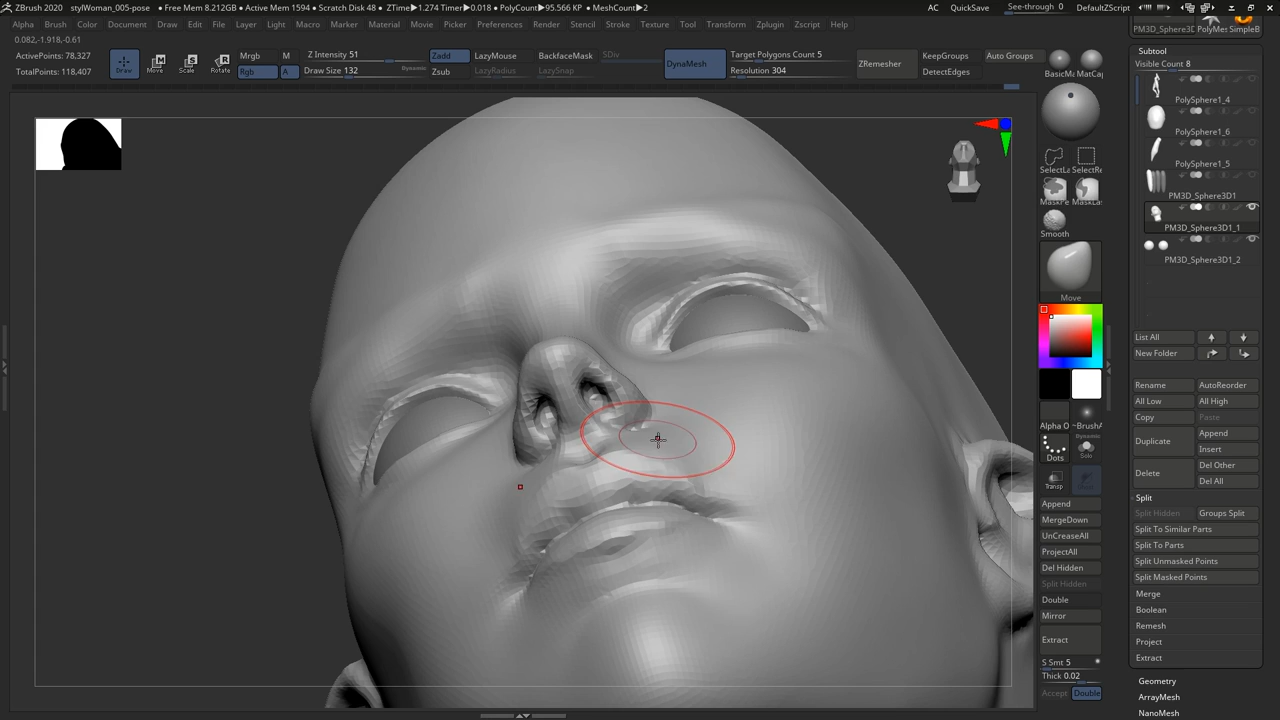 ZBrush 2020 stylWoman_005-pose • Free Mem 8.212GB • Active Mem 1594 • Scratch Disk 48 • ZTime▶1.274 Timer▶0.018 • PolyCount▶95.566 KP • MeshCount▶2 AC QuickSave See-through 0 DefaultZScript
Alpha Brush Color Document Draw Edit File Layer Light Macro Marker Material Movie Picker Preferences Render Stencil Stroke Texture Tool Transform Zplugin Zscript Help
0.082,-1.918,-0.61
ActivePoints: 78,327
TotalPoints: 118,407
Draw Move Scale Rotate
Mrgb M
Rgb A
Z Intensity 51
Draw Size 132 Dynamic
Zadd LazyMouse BackfaceMask SDiv
Zsub LazyRadius LazySnap
DynaMesh
Target Polygons Count 5
Resolution 304
ZRemesher
KeepGroups Auto Groups
DetectEdges
BasicMa MatCap
SelectLa SelectRe
MaskPe MaskLas
Smooth
Move
Alpha O ~BrushA
Dots
Dynamic
Solo
Transp
Append
MergeDown
UnCreaseAll
ProjectAll
Del Hidden
Split Hidden
Double
Mirror
Extract
S Smt 5
Thick 0.02
Accept Double
PM3D_Sphere3D PolyMes SimpleB
Subtool
Visible Count 8
PolySphere1_4
PolySphere1_6
PolySphere1_5
PM3D_Sphere3D1
PM3D_Sphere3D1_1
PM3D_Sphere3D1_2
List All
New Folder
Rename AutoReorder
All Low All High
Copy Paste
Duplicate Append
Insert
Delete Del Other
Del All
Split
Split Hidden Groups Split
Split To Similar Parts
Split To Parts
Split Unmasked Points
Split Masked Points
Merge
Boolean
Remesh
Project
Extract
Geometry
ArrayMesh
NanoMesh